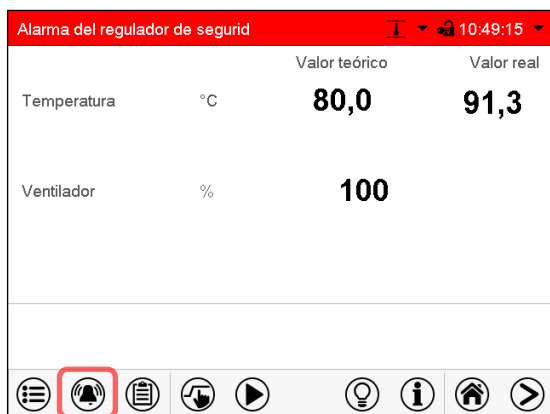 Alarma del regulador de segurid 10:49:15
Valor teórico Valor real
Temperatura °C 80,0 91,3
Ventilador % 100